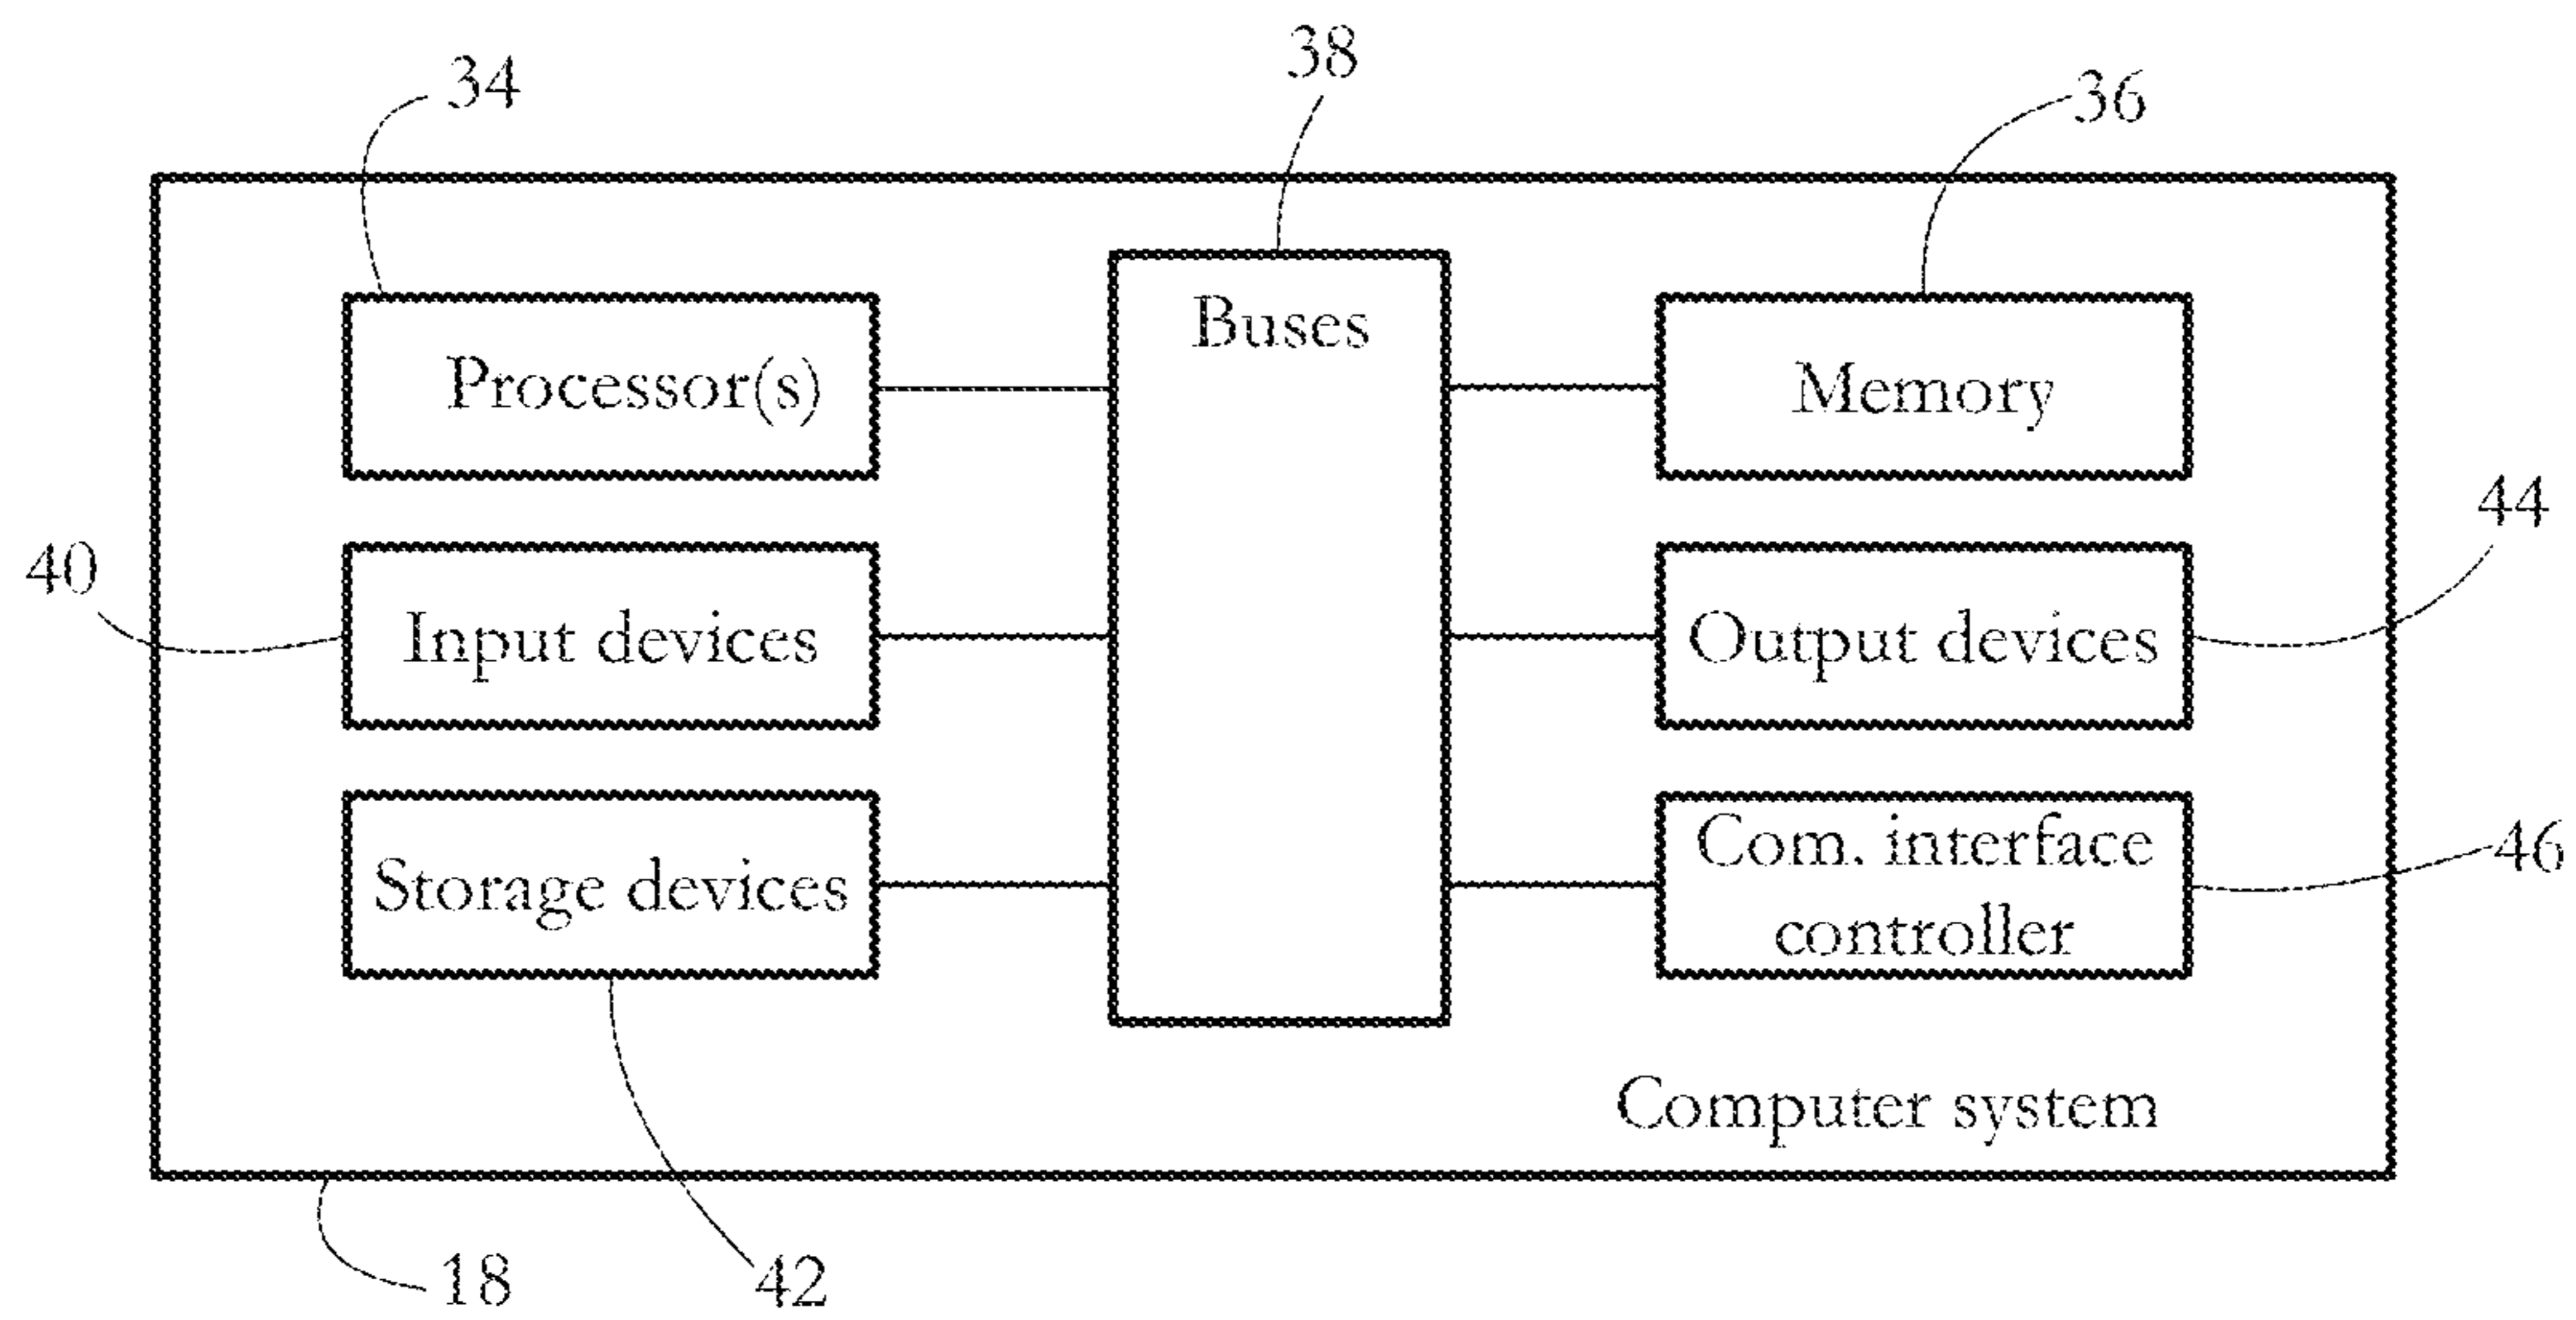 34
38
36
Buses
Processor(s)
Memory
44
40
Input devices
Output devices
Storage devices
Com. interface
controller
46
Computer system
18
42